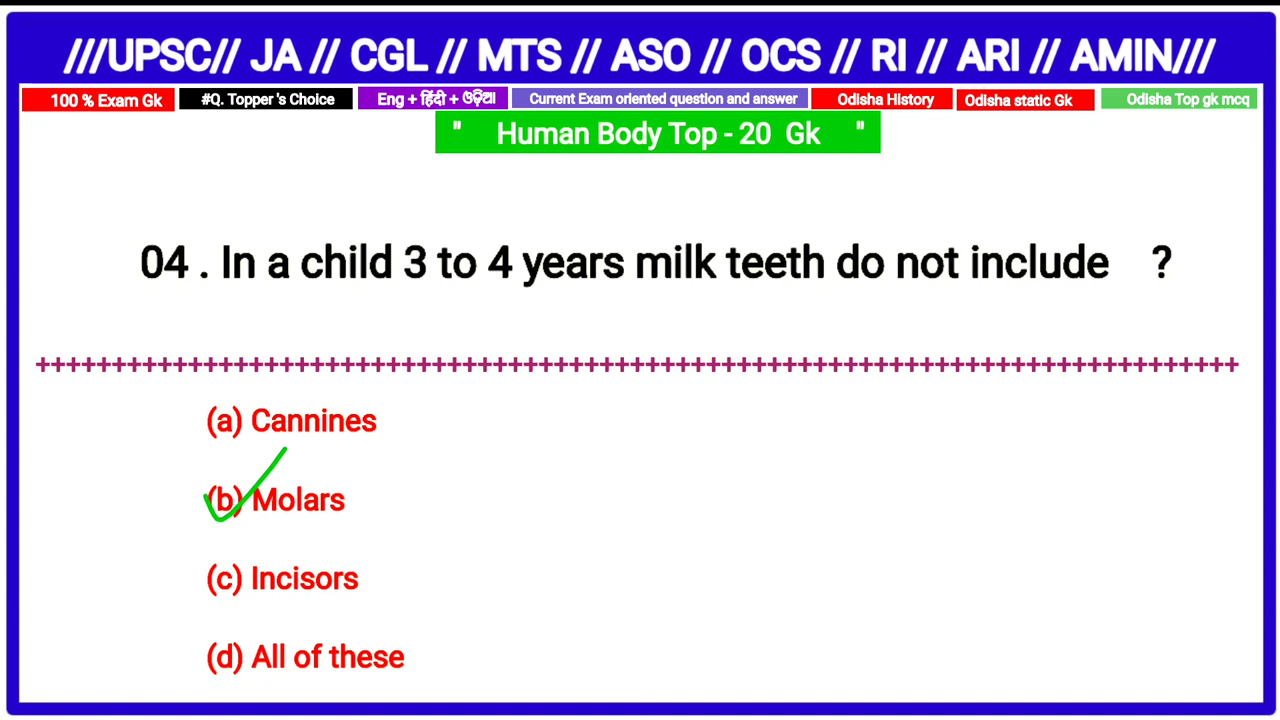 ///UPSC// JA // CGL // MTS // ASO // OCS // RI // ARI // AMIN///
100 % Exam Gk #Q. Topper 's Choice Eng + हिंदी + ଓଡ଼ିଆ Current Exam oriented question and answer Odisha History Odisha static Gk Odisha Top gk mcq
" Human Body Top - 20 Gk "
04 . In a child 3 to 4 years milk teeth do not include ?
++++++++++++++++++++++++++++++++++++++++++++++++++++++++++++++++++++++++++++++
(a) Cannines
(b) Molars
(c) Incisors
(d) All of these